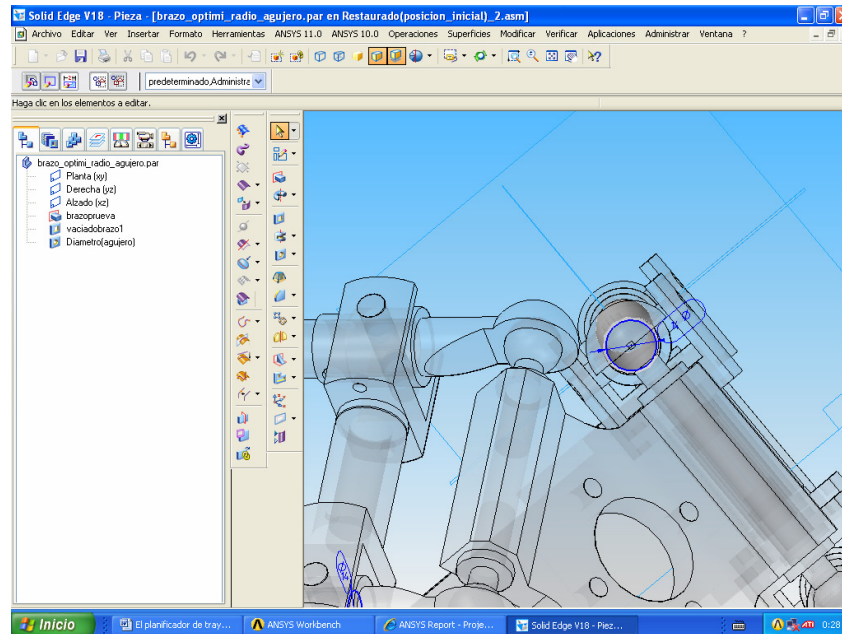 Solid Edge V18 - Pieza - [brazo_optimi_radio_agujero.par en Restaurado(posicion_inicial)_2.asm]
Archivo Editar Ver Insertar Formato Herramientas ANSYS 11.0 ANSYS 10.0 Operaciones Superficies Modificar Verificar Aplicaciones Administrar Ventana ?
predeterminado,Administra
Haga clic en los elementos a editar.
brazo_optimi_radio_agujero.par
Planta (xy)
Derecha (yz)
Alzado (xz)
brazoprueva
vaciadobrazo1
Diametro(agujero)
Inicio
El planificador de tray...
ANSYS Workbench
ANSYS Report - Proje...
Solid Edge V18 - Piez...
0:28